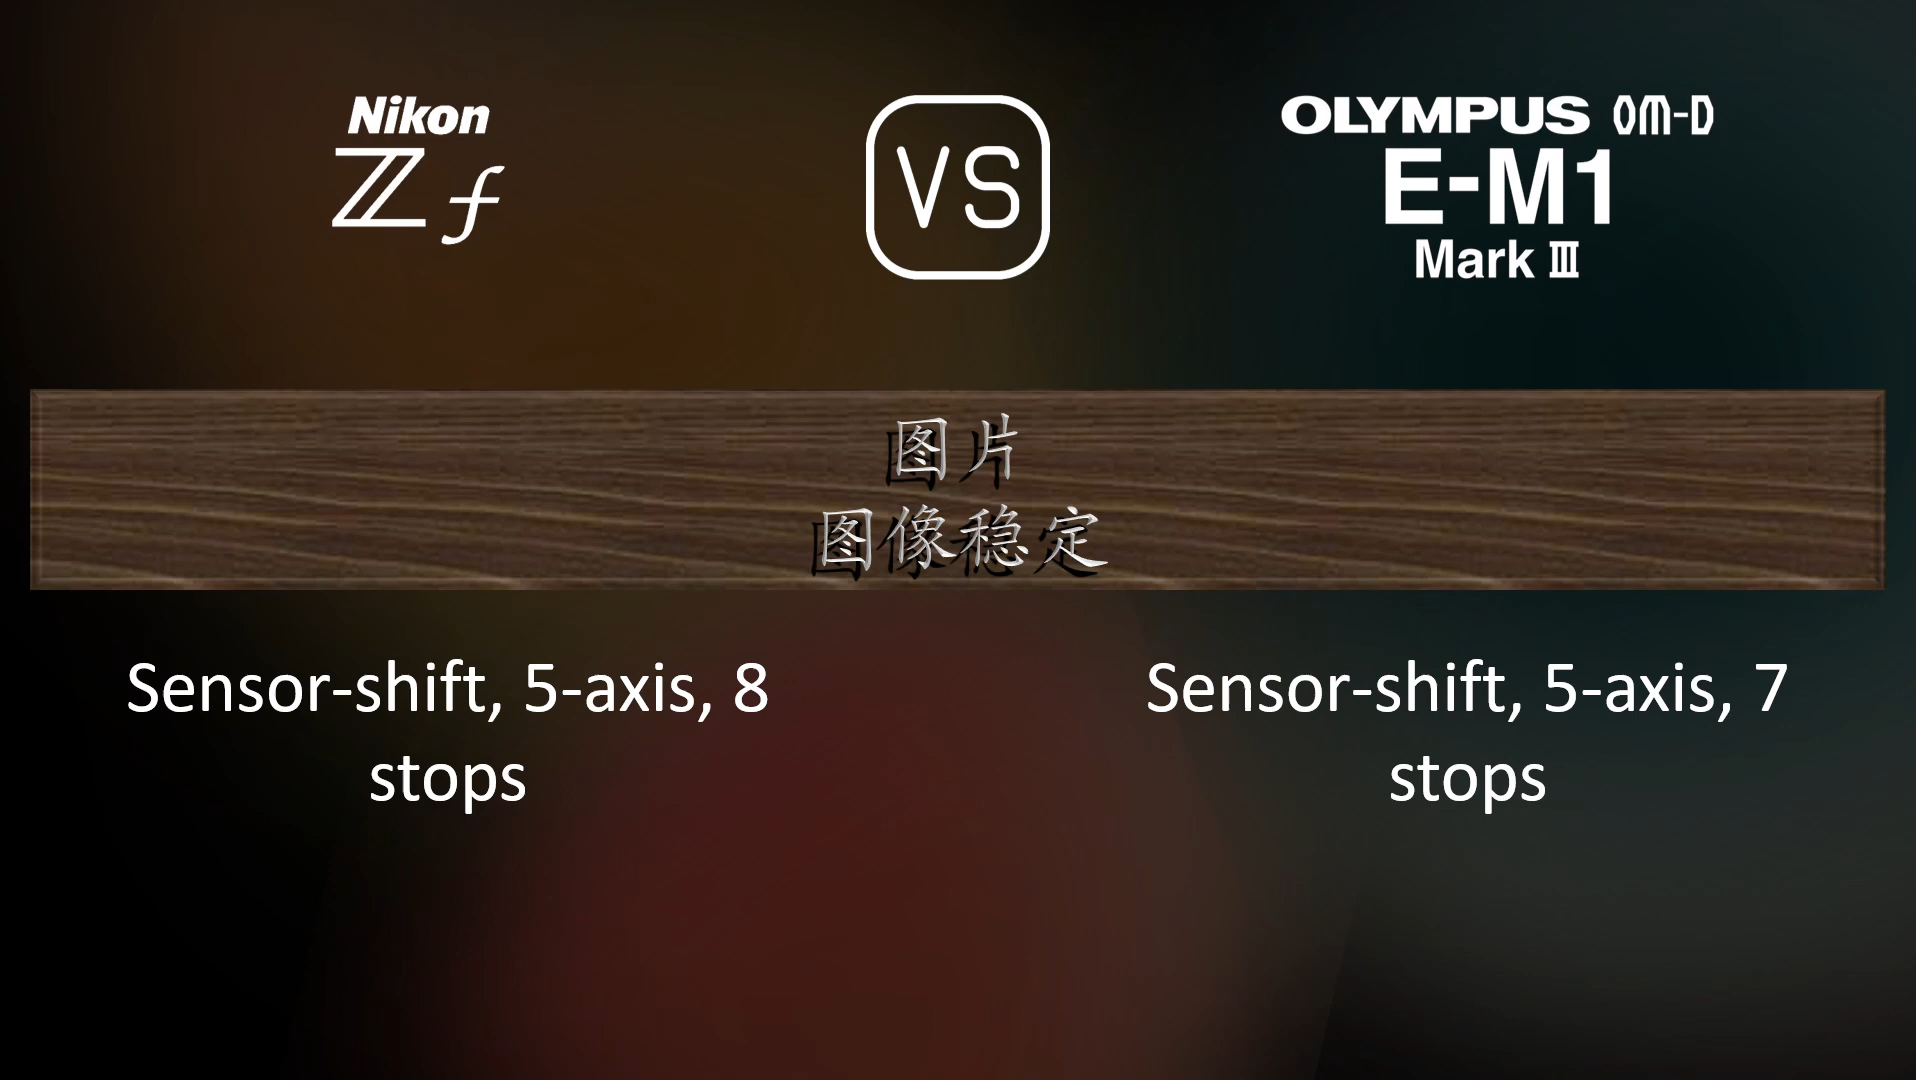 Nikon
Z f
VS
OLYMPUS OM-D
E-M1
Mark III
图片
图像稳定
Sensor-shift, 5-axis, 8
stops
Sensor-shift, 5-axis, 7
stops